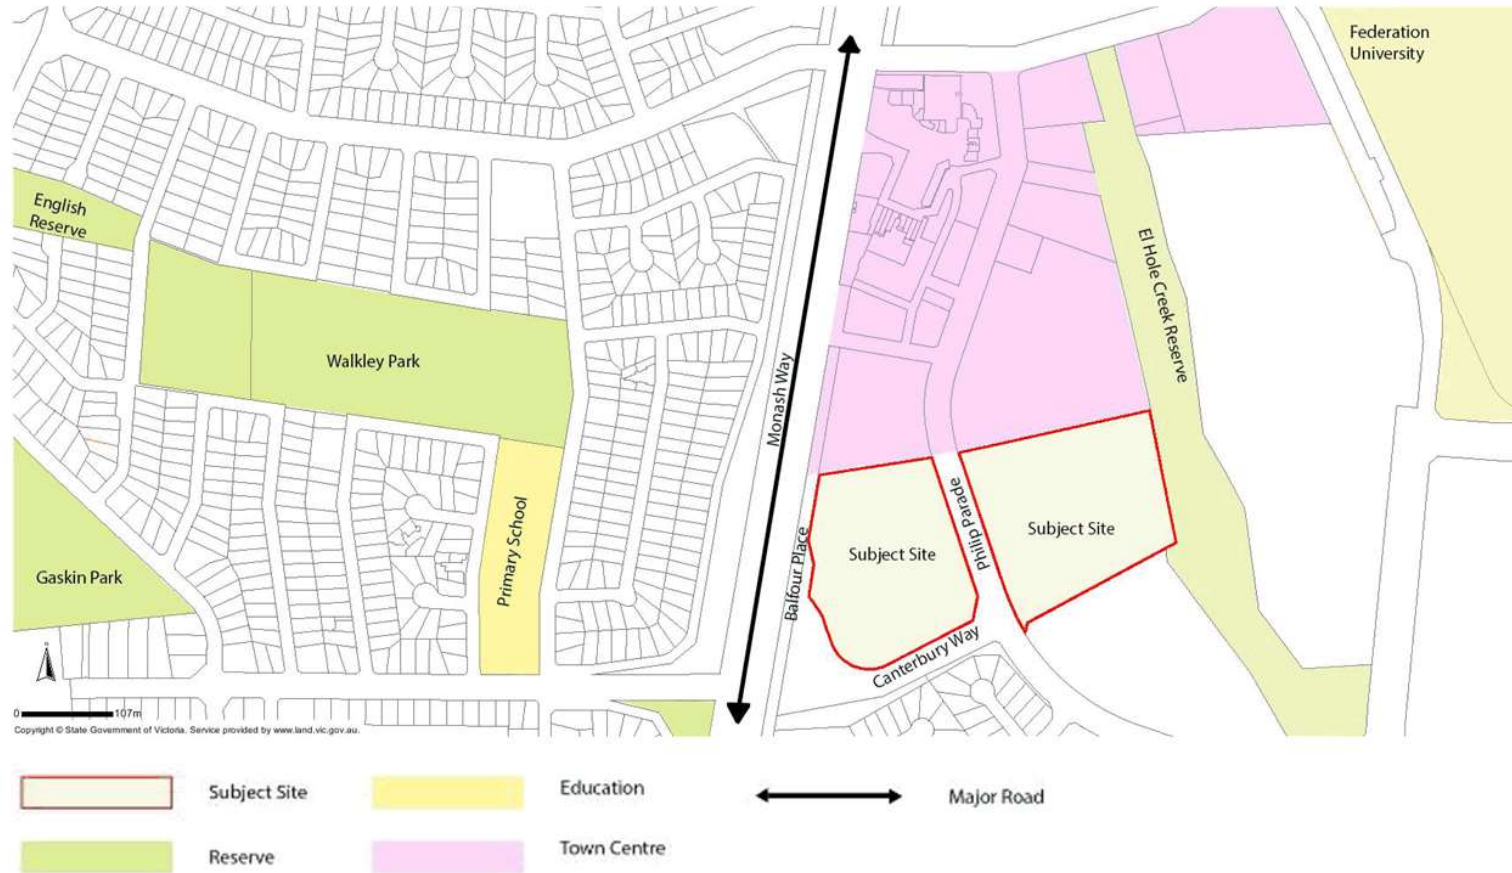 Federation
University
English
Reserve
El Hole Creek Reserve
Walkley Park
Monash Way
Primary School
Philip Parade
Subject Site
Subject Site
Balfour Place
Gaskin Park
Canterbury Way
0 107m
Copyright © State Government of Victoria. Service provided by www.land.vic.gov.au.
Subject Site
Education
Major Road
Reserve
Town Centre